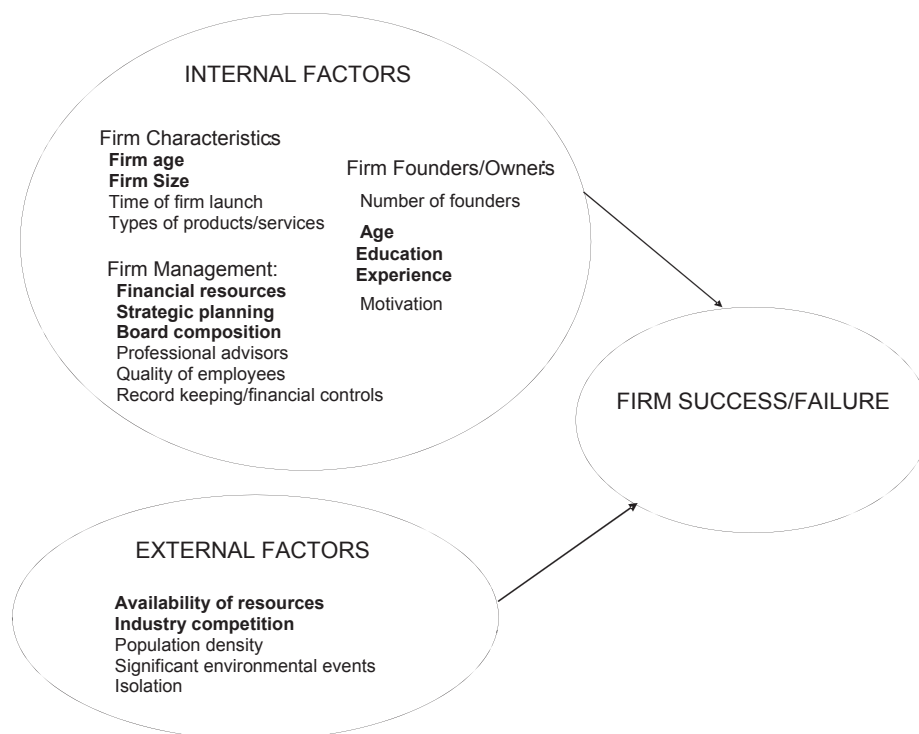 INTERNAL FACTORS
Firm Characteristics:
Firm age
Firm Size
Time of firm launch
Types of products/services
Firm Management:
Financial resources
Strategic planning
Board composition
Professional advisors
Quality of employees
Record keeping/financial controls
Firm Founders/Owners:
Number of founders
Age
Education
Experience
Motivation
FIRM SUCCESS/FAILURE
EXTERNAL FACTORS
Availability of resources
Industry competition
Population density
Significant environmental events
Isolation